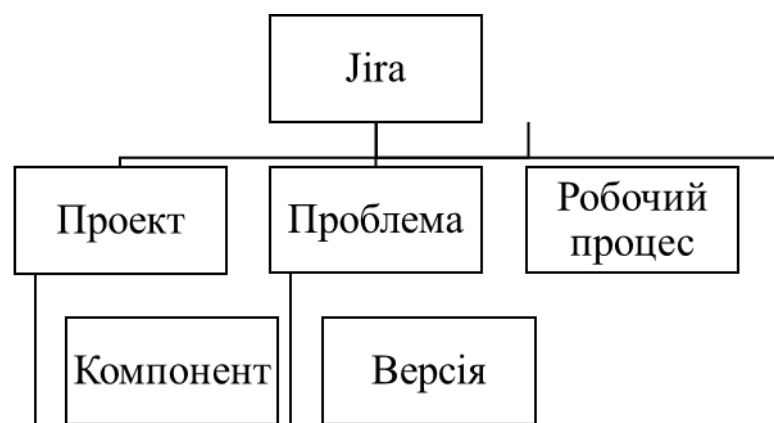 Jira
Проект
Проблема
Робочий
процес
Компонент
Версія